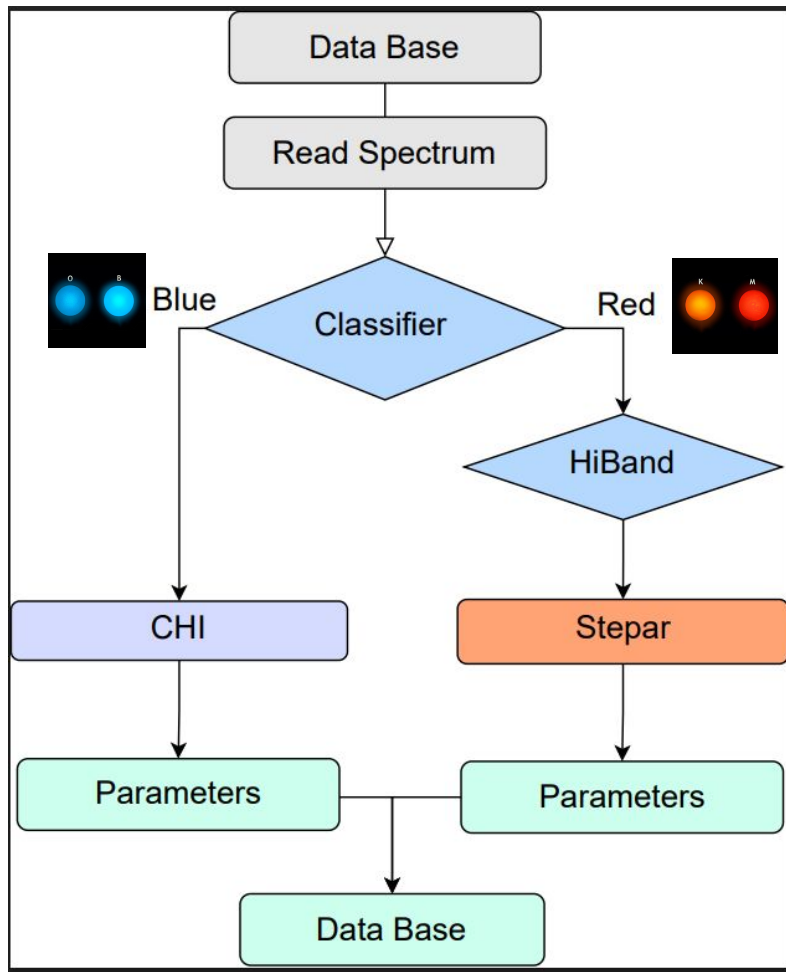 Data Base
Read Spectrum
O B
Blue
Classifier
Red
K M
HiBand
CHI
Stepar
Parameters
Parameters
Data Base